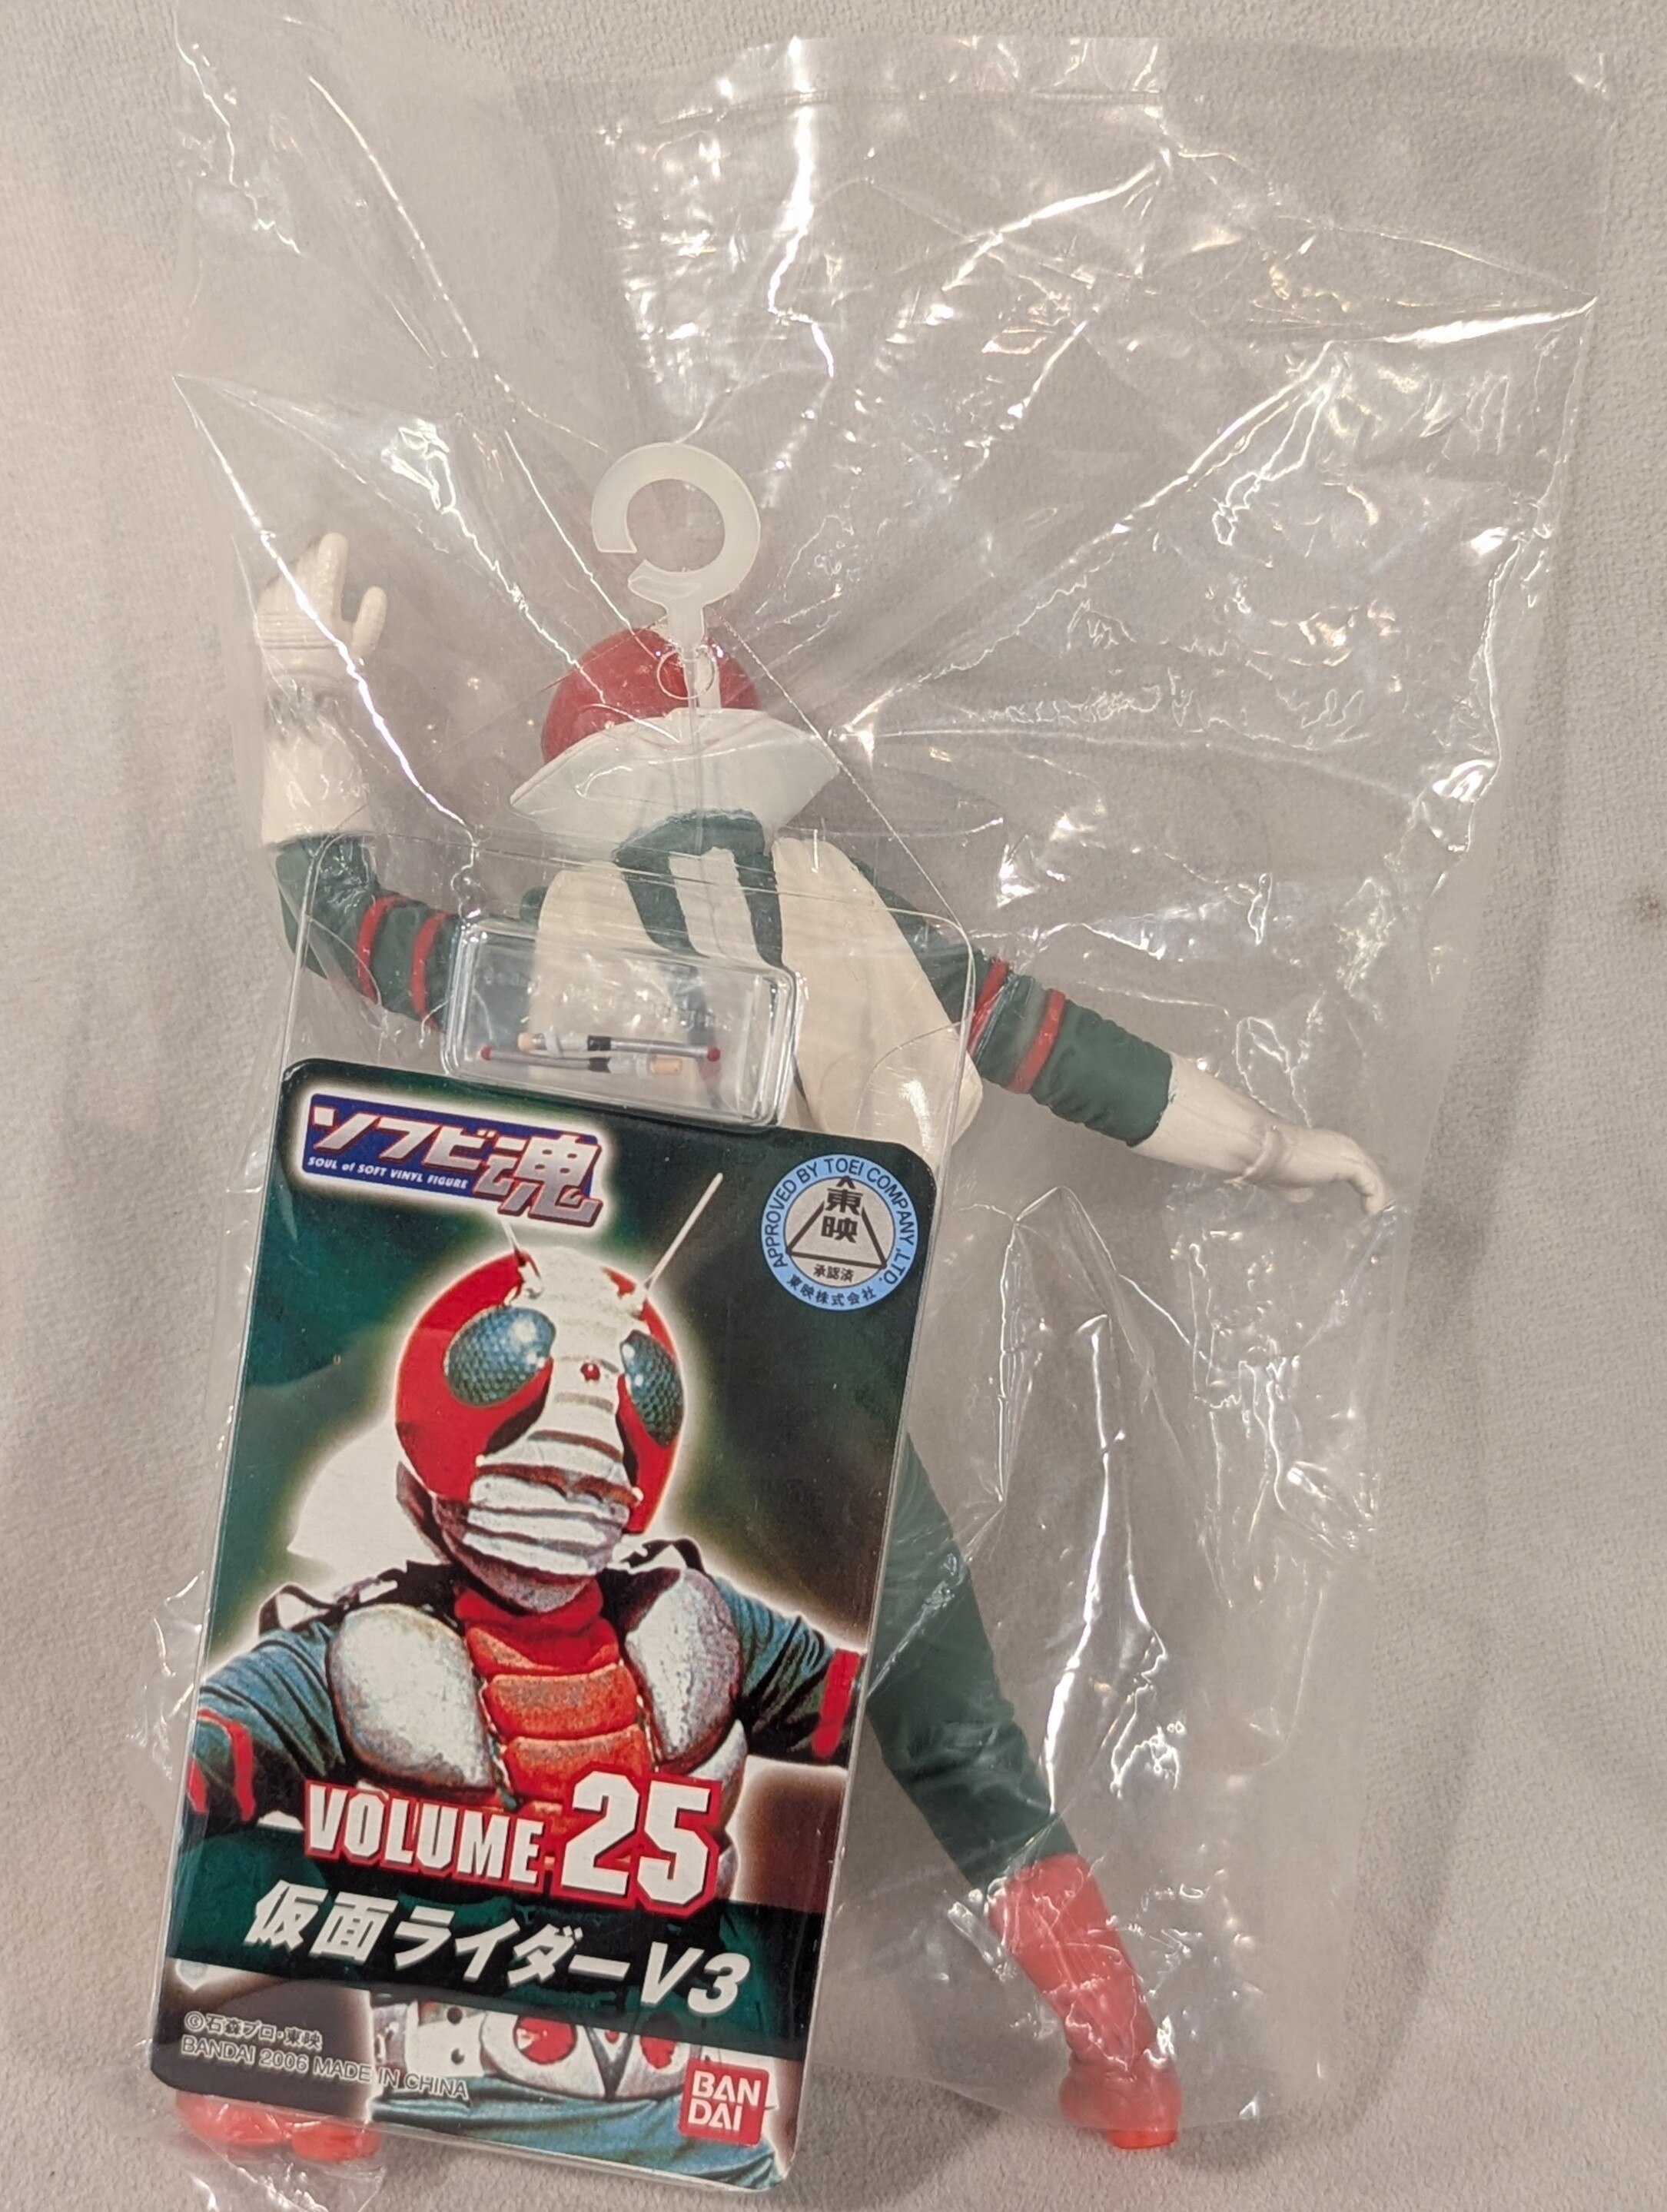 ソフビ魂
SOUL of SOFT VINYL FIGURE
APPROVED BY TOEI COMPANY, LTD.
東映
承認済
東映株式会社
VOLUME 25
仮面ライダーV3
©石森プロ・東映
BANDAI 2006 MADE IN CHINA
BAN
DAI